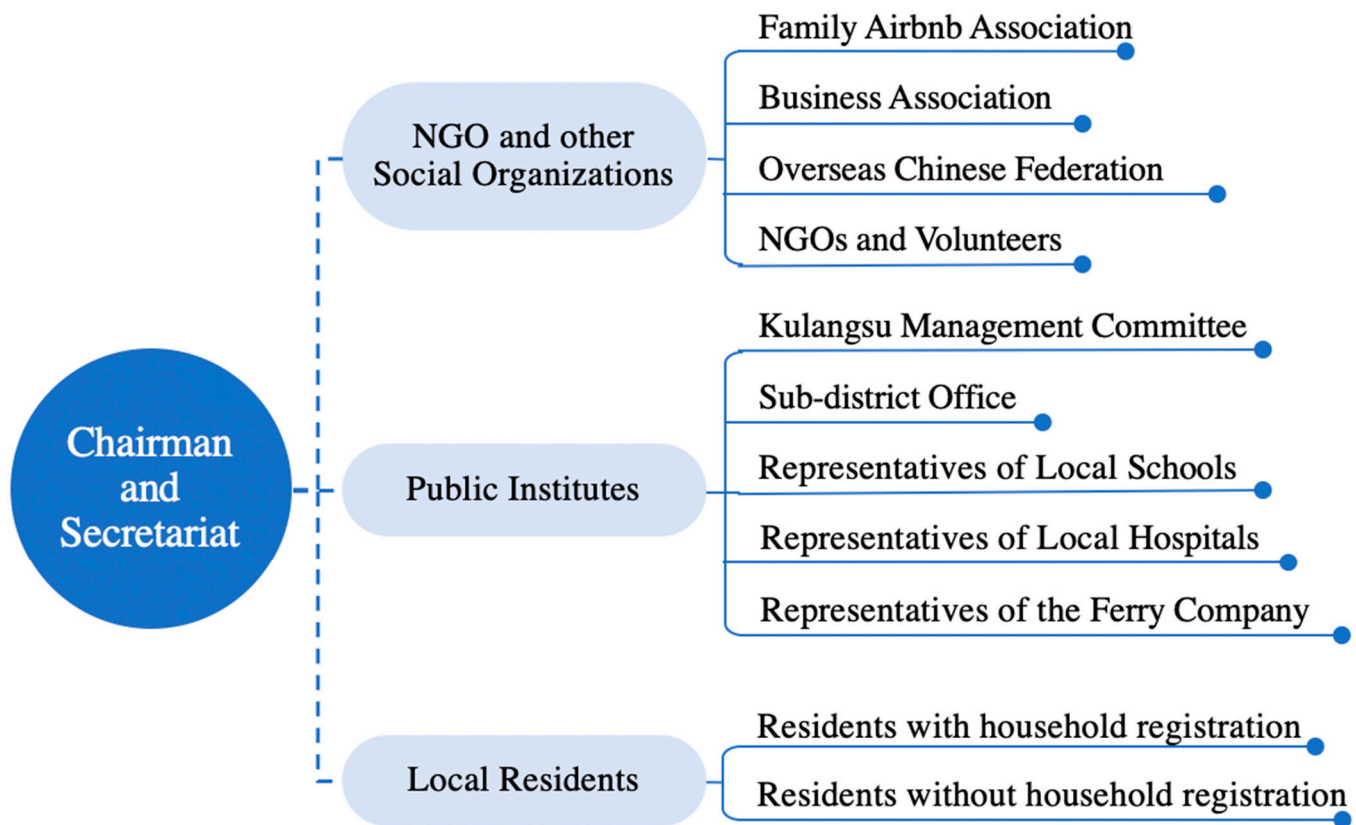 Chairman
and
Secretariat
NGO and other
Social Organizations
Family Airbnb Association
Business Association
Overseas Chinese Federation
NGOs and Volunteers
Public Institutes
Kulangsu Management Committee
Sub-district Office
Representatives of Local Schools
Representatives of Local Hospitals
Representatives of the Ferry Company
Local Residents
Residents with household registration
Residents without household registration